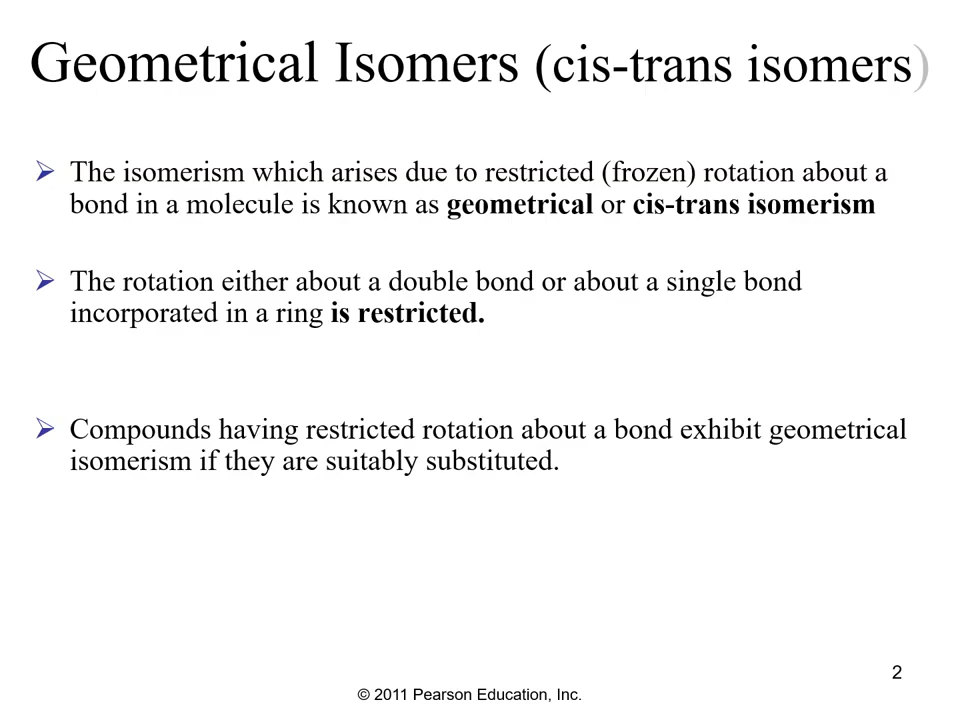 Geometrical Isomers (cis-trans isomers)
➢ The isomerism which arises due to restricted (frozen) rotation about a
bond in a molecule is known as geometrical or cis-trans isomerism
➢ The rotation either about a double bond or about a single bond
incorporated in a ring is restricted.
➢ Compounds having restricted rotation about a bond exhibit geometrical
isomerism if they are suitably substituted.
2
© 2011 Pearson Education, Inc.